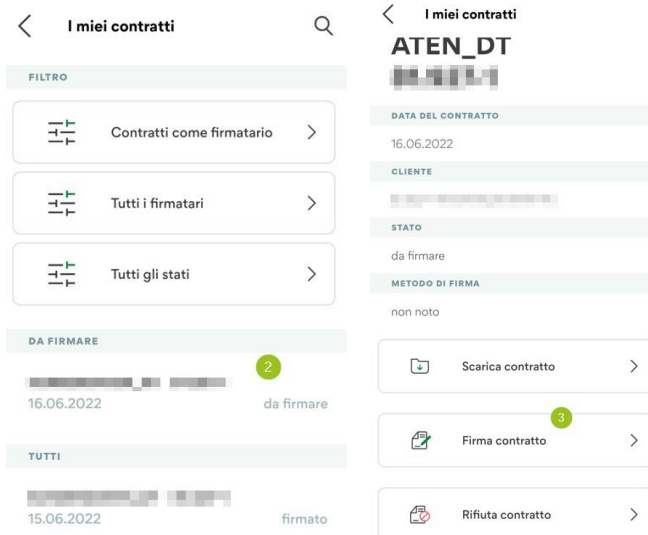 I miei contratti
FILTRO
Contratti come firmatario
Tutti i firmatari
Tutti gli stati
DA FIRMARE
2
16.06.2022 da firmare
TUTTI
15.06.2022 firmato
I miei contratti
ATEN_DT
DATA DEL CONTRATTO
16.06.2022
CLIENTE
STATO
da firmare
METODO DI FIRMA
non noto
Scarica contratto
3
Firma contratto
Rifiuta contratto